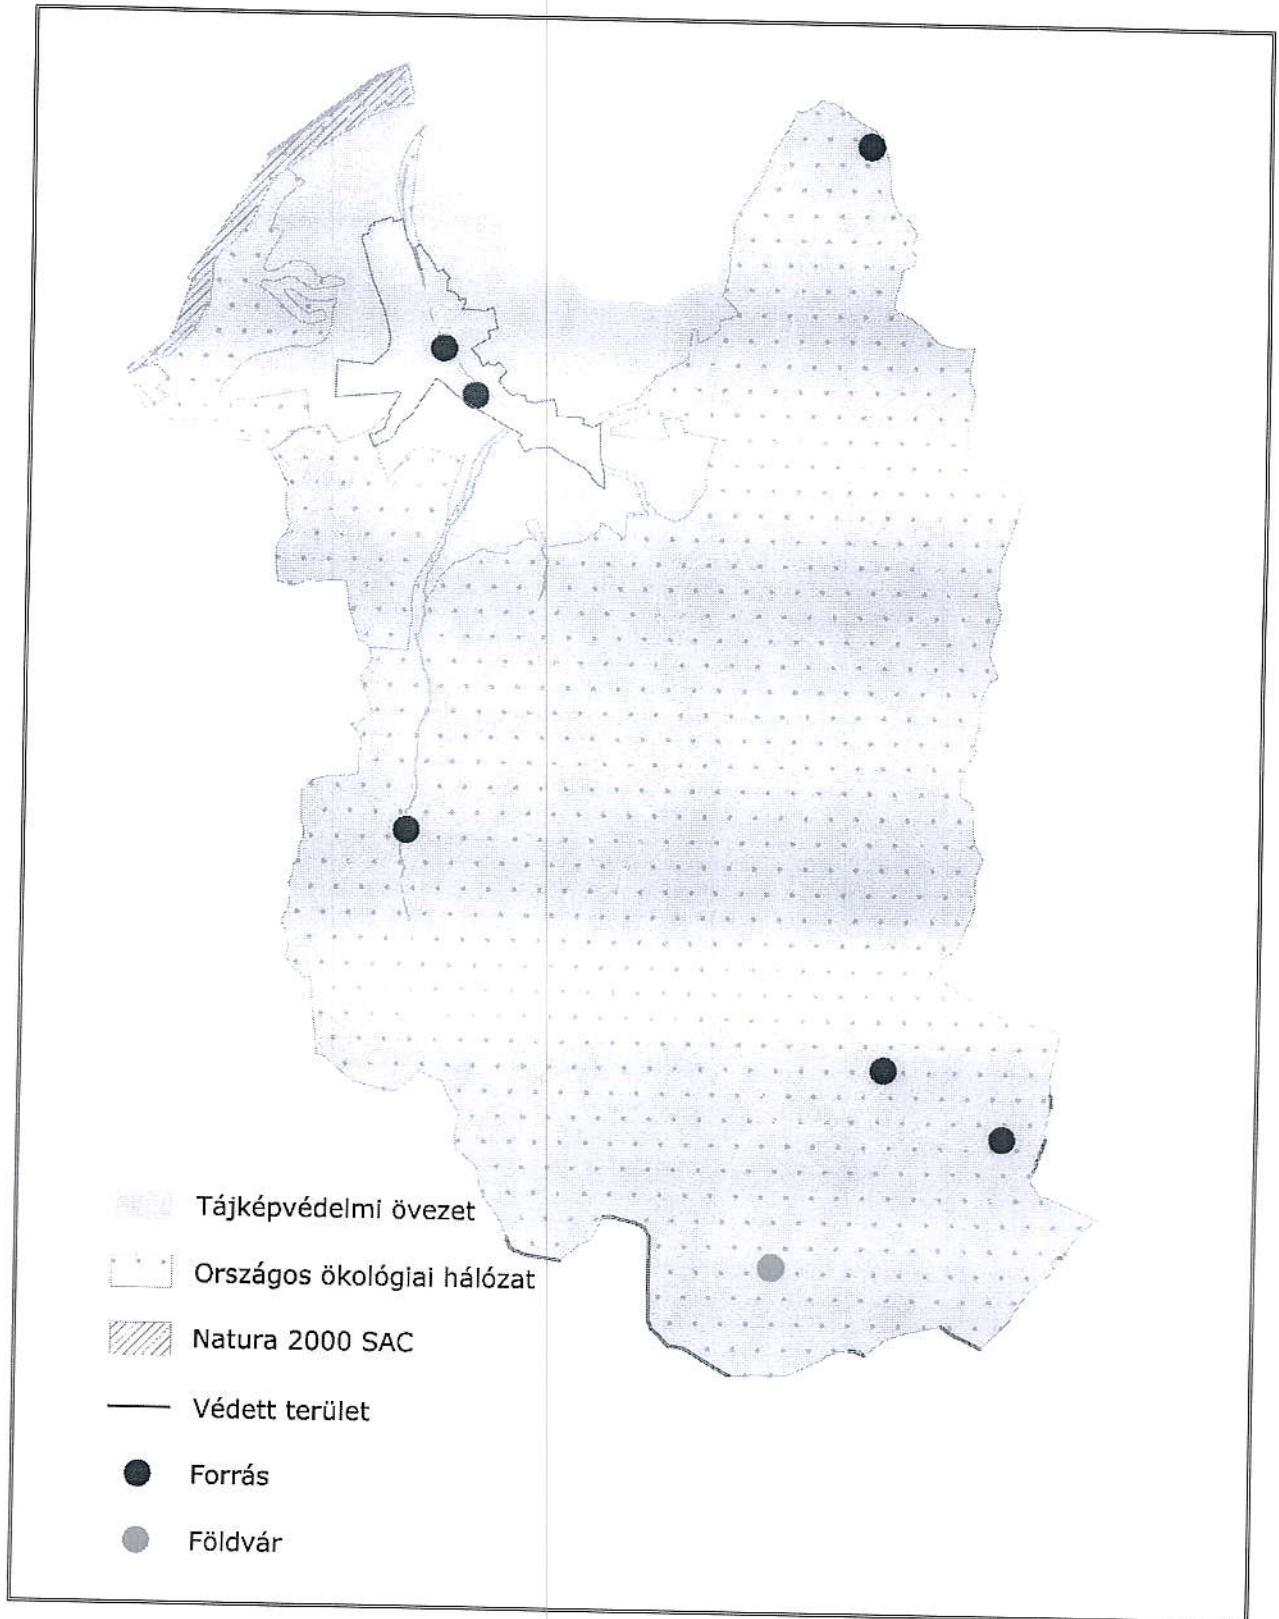 Tájképvédelmi övezet
Országos ökológiai hálózat
Natura 2000 SAC
Védett terület
Forrás
Földvár